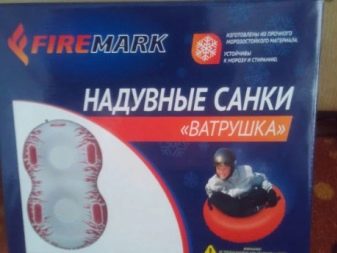 FIREMARK
ИЗГОТОВЛЕНЫ ИЗ ПРОЧНОГО
МОРОЗОСТОЙКОГО МАТЕРИАЛА.
УСТОЙЧИВЫ
К МОРОЗУ И СТИРАНИЮ.
НАДУВНЫЕ САНКИ
«ВАТРУШКА»